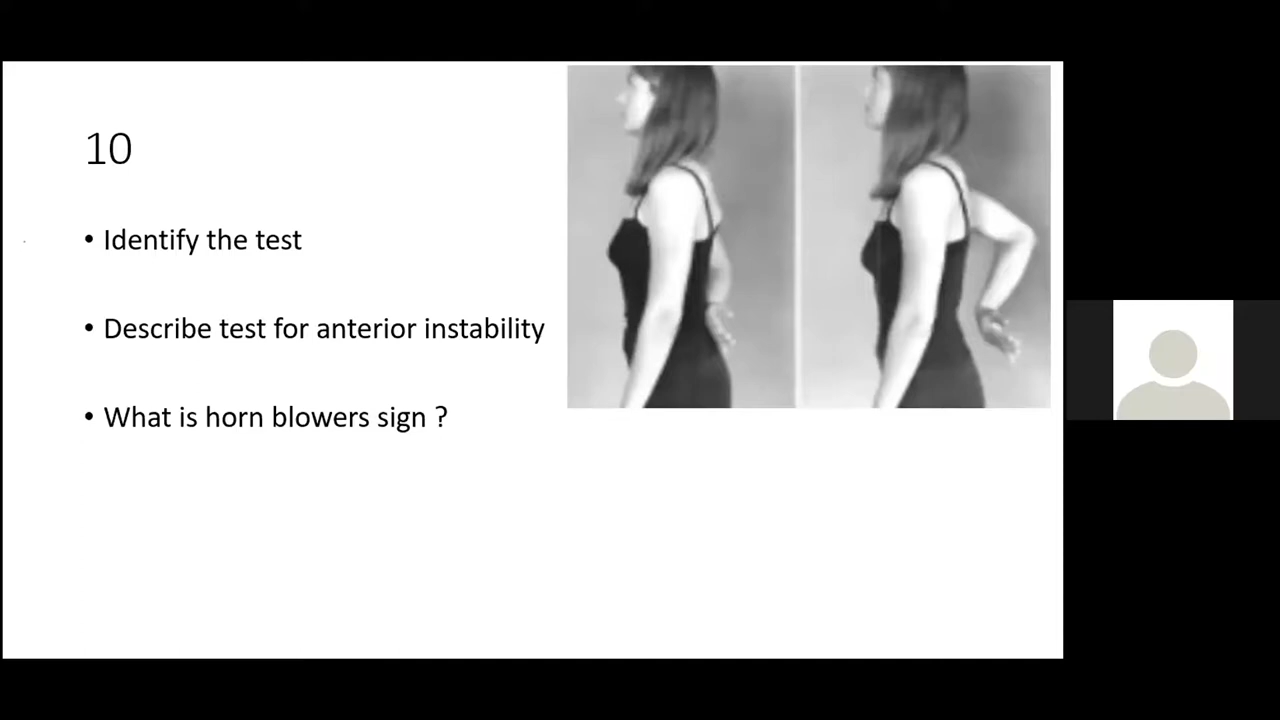 10
• Identify the test
• Describe test for anterior instability
• What is horn blowers sign ?